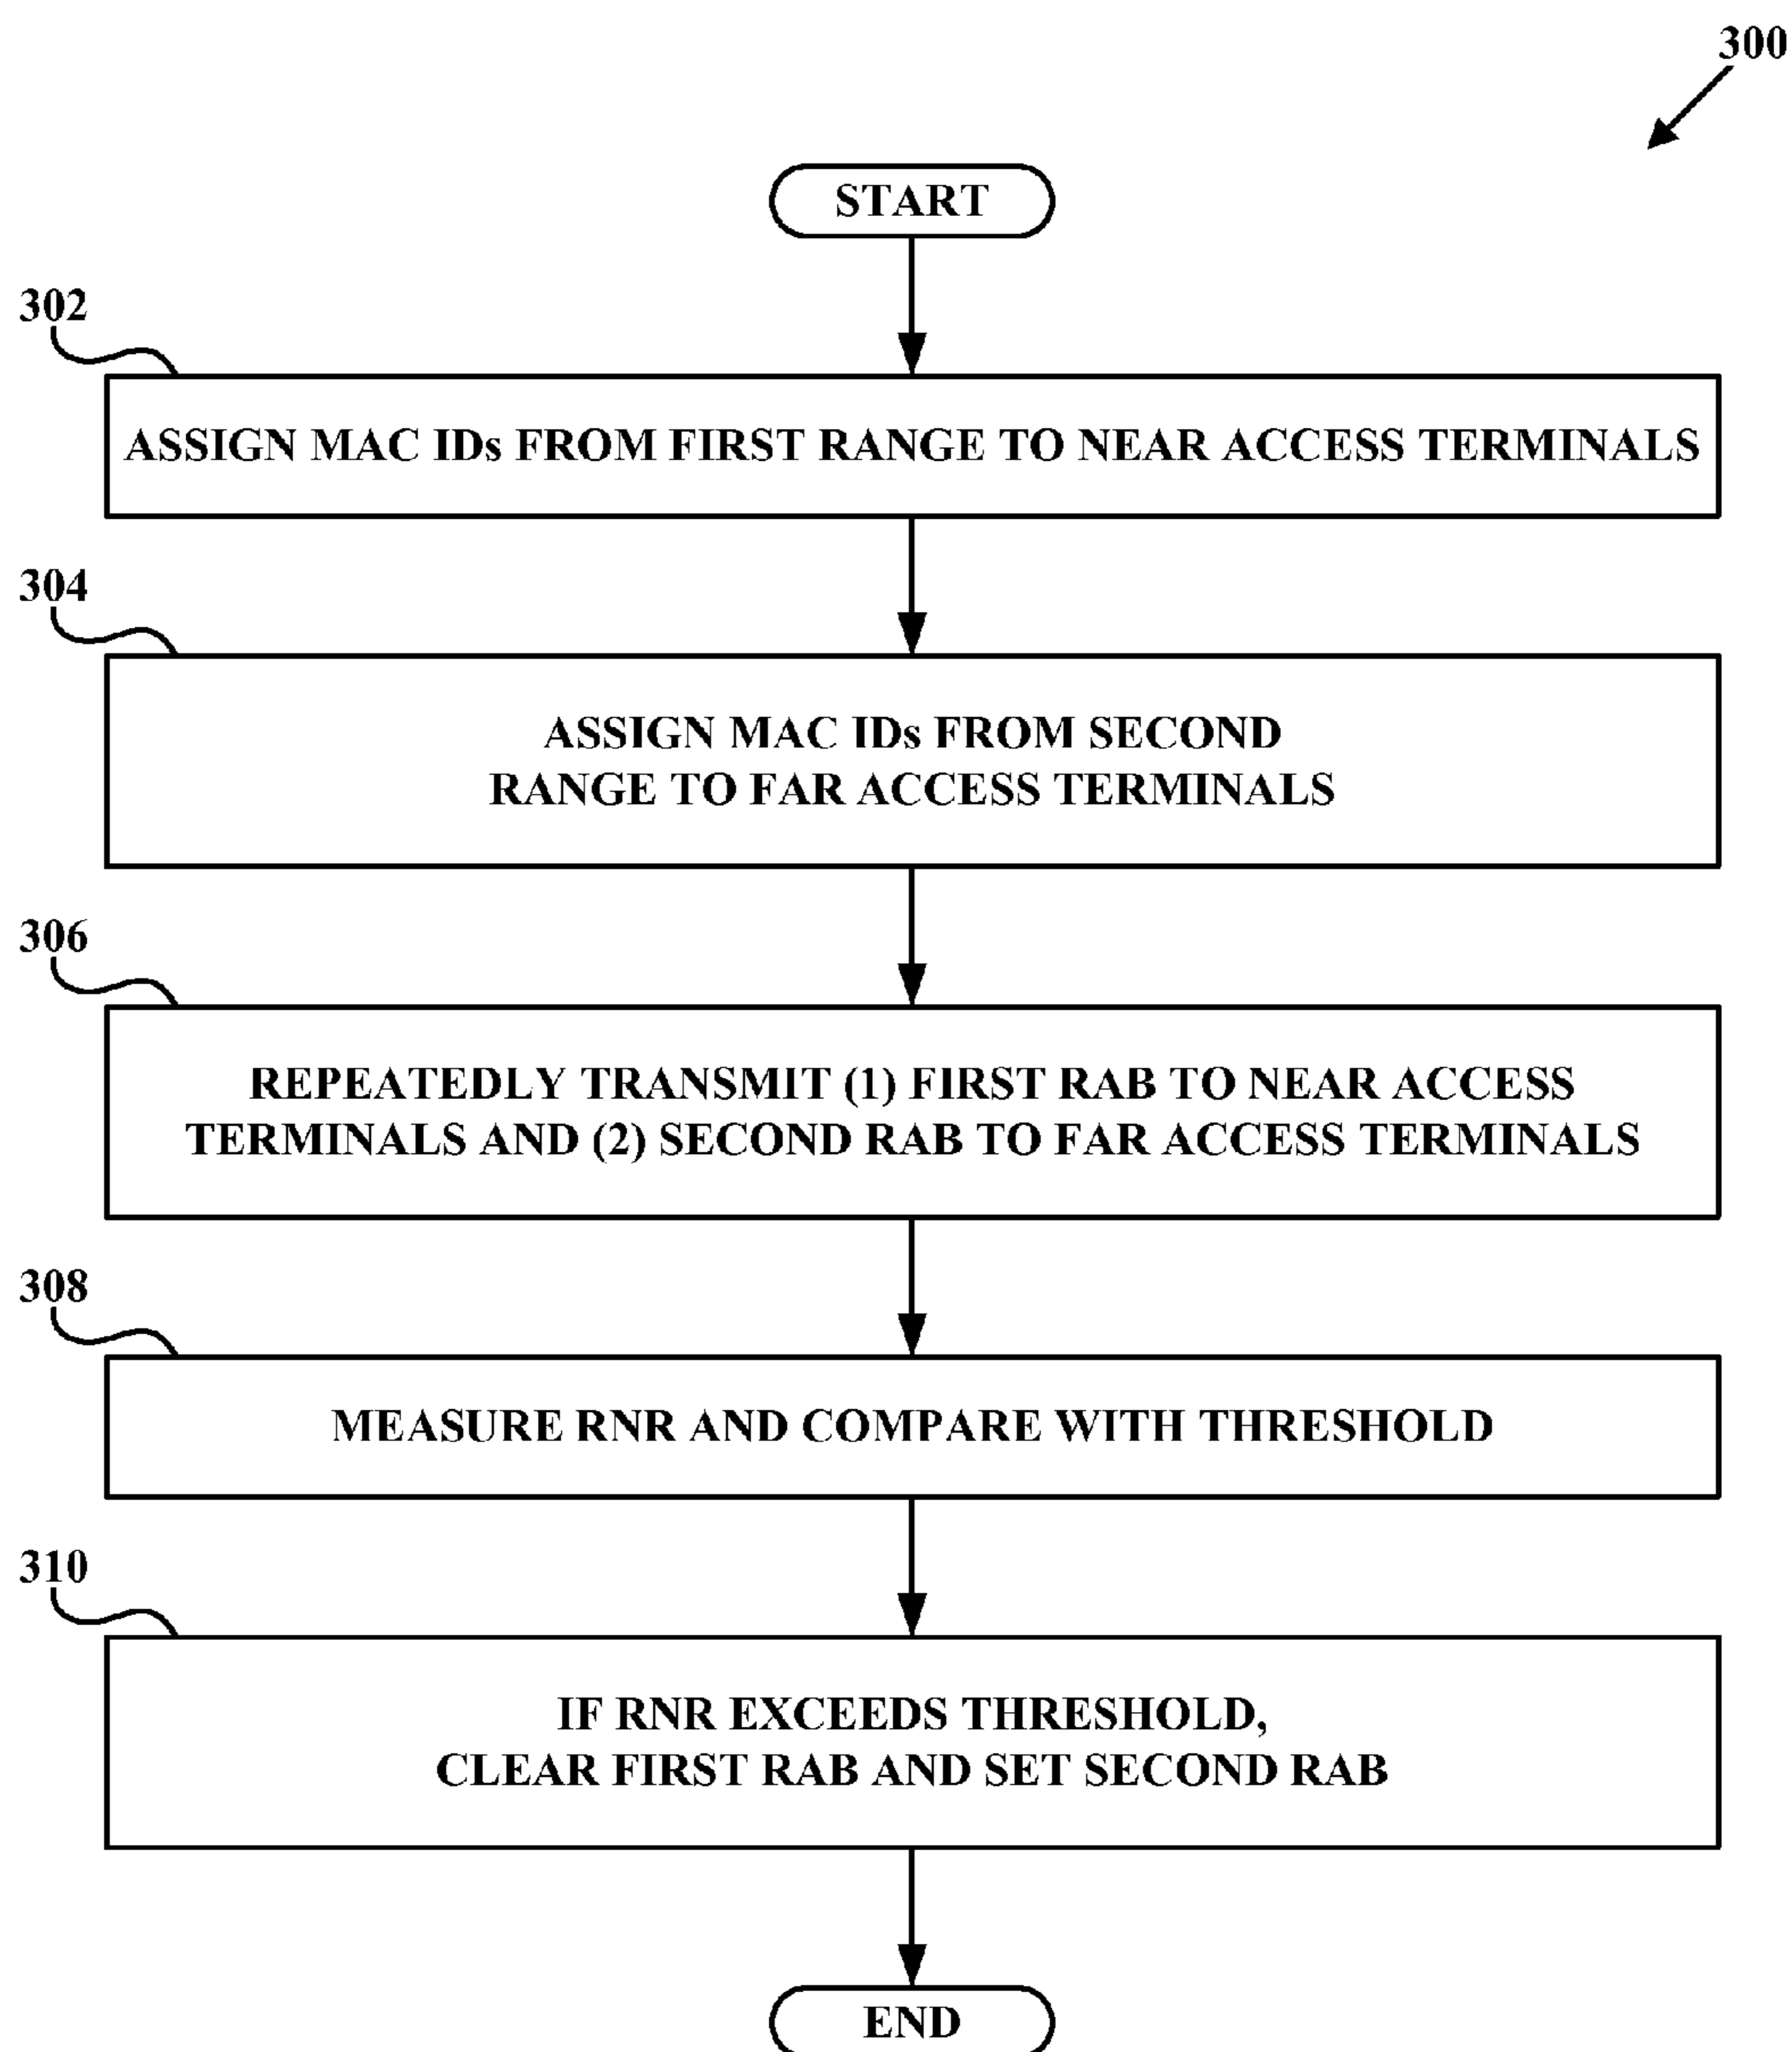 300
START
302
ASSIGN MAC IDs FROM FIRST RANGE TO NEAR ACCESS TERMINALS
304
ASSIGN MAC IDs FROM SECOND
RANGE TO FAR ACCESS TERMINALS
306
REPEATEDLY TRANSMIT (1) FIRST RAB TO NEAR ACCESS
TERMINALS AND (2) SECOND RAB TO FAR ACCESS TERMINALS
308
MEASURE RNR AND COMPARE WITH THRESHOLD
310
IF RNR EXCEEDS THRESHOLD,
CLEAR FIRST RAB AND SET SECOND RAB
END